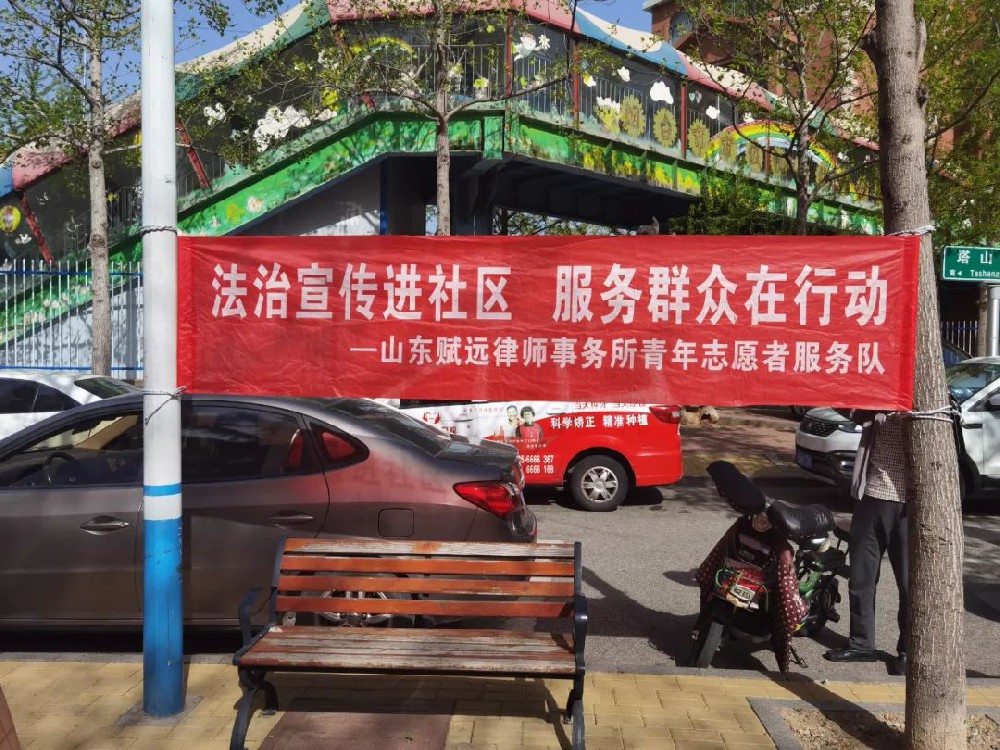 法治宣传进社区 服务群众在行动
—山东赋远律师事务所青年志愿者服务队
塔山
Tashan
科学矫正 精准种植